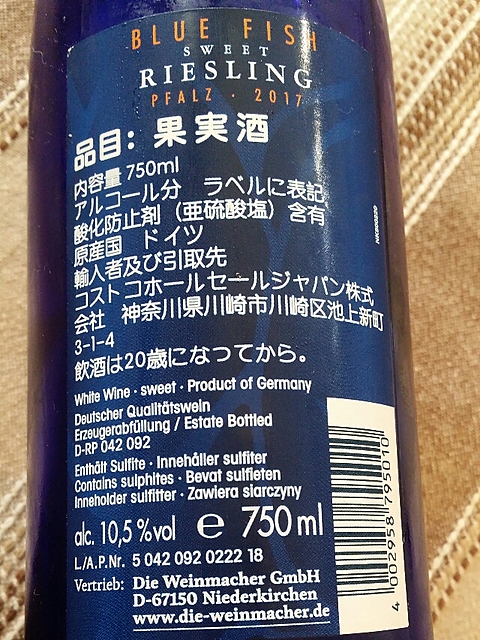 BLUE FISH
SWEET
RIESLING
PFALZ · 2017
品目：果実酒
内容量 750ml
アルコール分 ラベルに表記
酸化防止剤（亜硫酸塩）含有
原産国 ドイツ
輸入者及び引取先
コストコホールセールジャパン株式
会社 神奈川県川崎市川崎区池上新町
3-1-4
飲酒は20歳になってから。
White Wine · sweet · Product of Germany
Deutscher Qualitätswein
Erzeugerabfüllung / Estate Bottled
D-RP 042 092
Enthält Sulfite · Innehåller sulfiter
Contains sulphites · Bevat sulfieten
Inneholder sulfitter · Zawiera siarczyny
alc. 10,5 %vol e 750 ml
L/A.P.Nr. 5 042 092 0222 18
Vertrieb: Die Weinmacher GmbH
D-67150 Niederkirchen
www.die-weinmacher.de
4 002958 795010